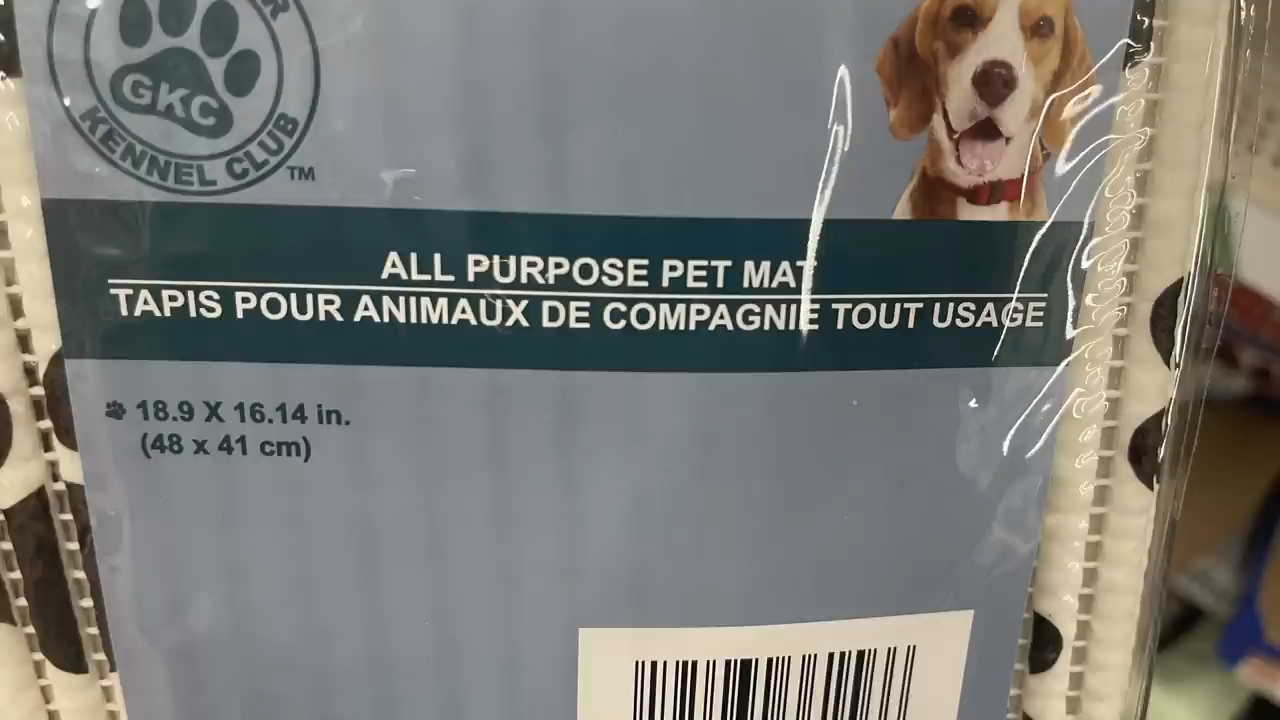 GKC
KENNEL CLUB
TM
ALL PURPOSE PET MAT
TAPIS POUR ANIMAUX DE COMPAGNIE TOUT USAGE
18.9 X 16.14 in.
(48 x 41 cm)